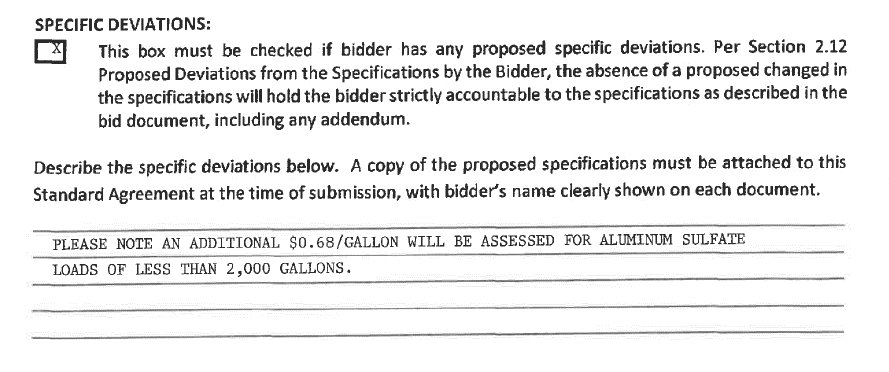 SPECIFIC DEVIATIONS:
X This box must be checked if bidder has any proposed specific deviations. Per Section 2.12
Proposed Deviations from the Specifications by the Bidder, the absence of a proposed changed in
the specifications will hold the bidder strictly accountable to the specifications as described in the
bid document, including any addendum.
Describe the specific deviations below. A copy of the proposed specifications must be attached to this
Standard Agreement at the time of submission, with bidder's name clearly shown on each document.
PLEASE NOTE AN ADDITIONAL $0.68/GALLON WILL BE ASSESSED FOR ALUMINUM SULFATE
LOADS OF LESS THAN 2,000 GALLONS.